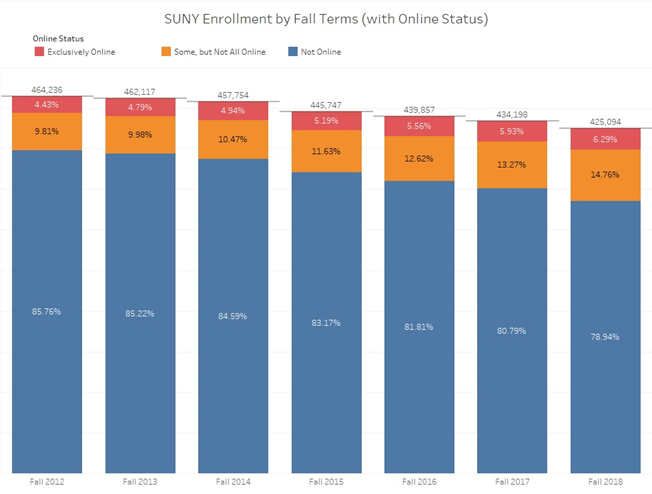 SUNY Enrollment by Fall Terms (with Online Status)
Online Status
Exclusively Online
Some, but Not All Online
Not Online
464,236
462,117
457,754
445,747
439,857
434,198
425,094
4.43%
4.79%
4.94%
5.19%
5.56%
5.93%
6.29%
9.81%
9.98%
10.47%
11.63%
12.62%
13.27%
14.76%
85.76%
85.22%
84.59%
83.17%
81.81%
80.79%
78.94%
Fall 2012
Fall 2013
Fall 2014
Fall 2015
Fall 2016
Fall 2017
Fall 2018